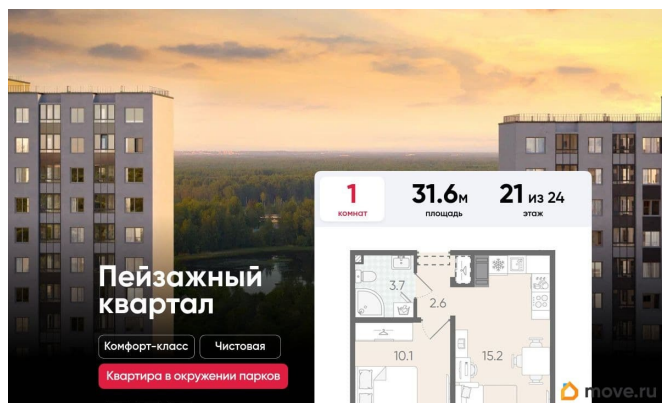 1
комнат
31.6м
площадь
21 из 24
этаж
Пейзажный
квартал
Комфорт-класс
Чистовая
Квартира в окружении парков
3.7
2.6
10.1
15.2
move.ru